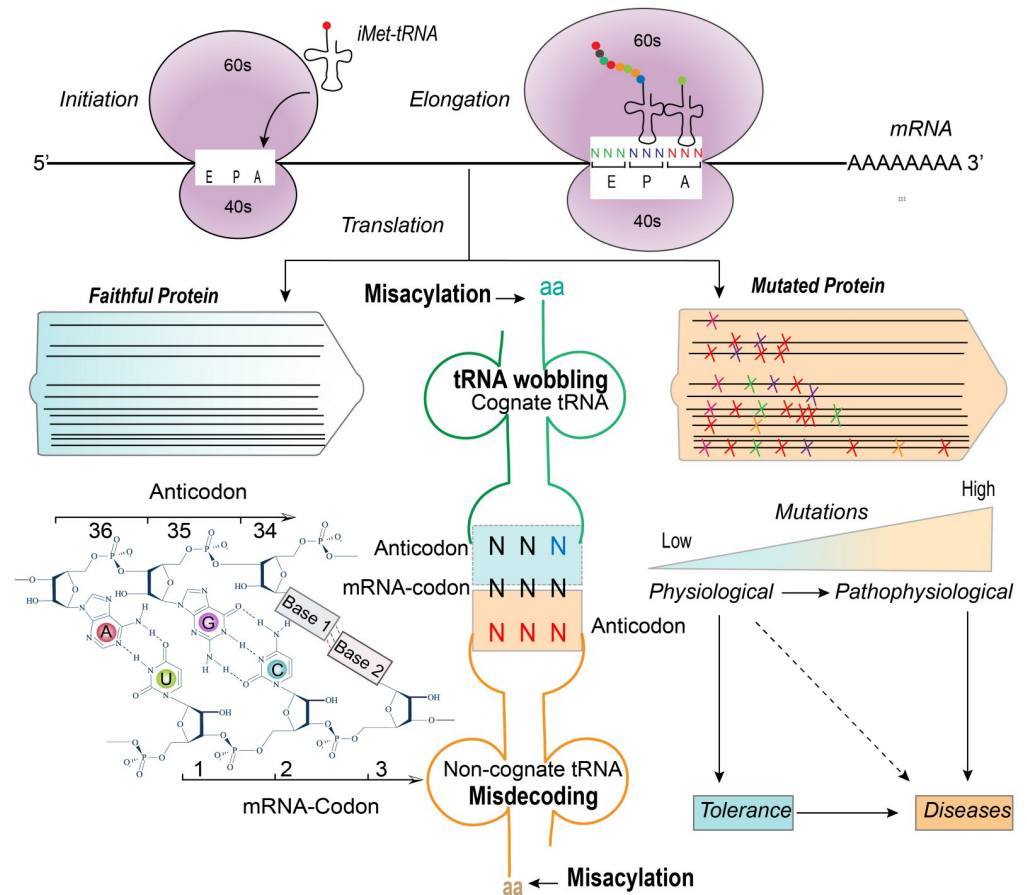 iMet-tRNA
60s
Initiation
E P A
40s
5’
60s
Elongation
N N N N N N N N N
E P A
40s
mRNA
AAAAAAAA 3’
Translation
Faithful Protein
Misacylation
aa
Mutated Protein
tRNA wobbling
Cognate tRNA
Anticodon
36 35 34
Base 1
Base 2
A
G
U
C
1 2 3
mRNA-Codon
Anticodon
N N N
mRNA-codon
N N N
N N N
Anticodon
Non-cognate tRNA
Misdecoding
aa
Misacylation
High
Mutations
Low
Physiological
Pathophysiological
Tolerance
Diseases